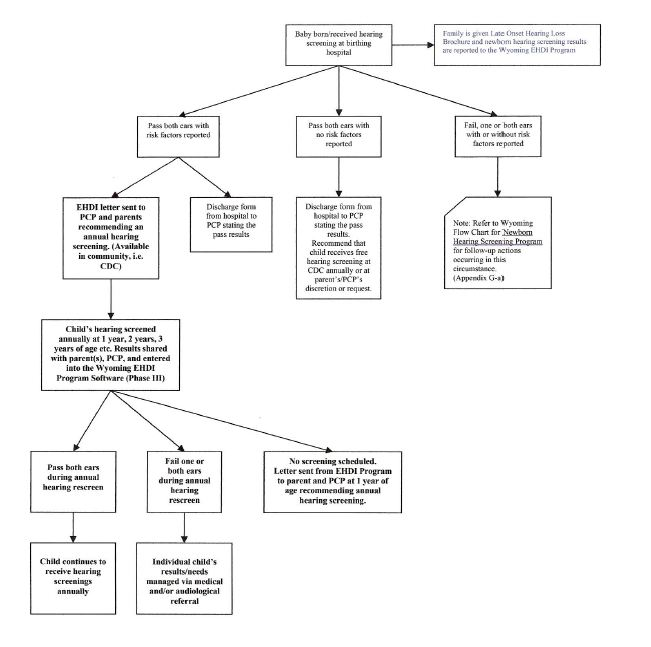 Baby born/received hearing
screening at birthing
hospital
Family is given Late Onset Hearing Loss
Brochure and newborn hearing screening results
are reported to the Wyoming EHDI Program
Pass both ears with
risk factors reported
Pass both ears with
no risk factors
reported
Fail, one or both ears
with or without risk
factors reported
EHDI letter sent to
PCP and parents
recommending an
annual hearing
screening. (Available
in community, i.e.
CDC)
Discharge form
from hospital to
PCP stating the
pass results
Discharge form from
hospital to PCP
stating the pass
results.
Recommend that
child receives free
hearing screening at
CDC annually or at
parent's/PCP's
discretion or request.
Note: Refer to Wyoming
Flow Chart for Newborn
Hearing Screening Program
for follow-up actions
occurring in this
circumstance.
(Appendix G-a)
Child's hearing screened
annually at 1 year, 2 years, 3
years of age etc. Results shared
with parent(s), PCP, and entered
into the Wyoming EHDI
Program Software (Phase III)
Pass both ears
during annual
hearing rescreen
Fail one or
both ears
during annual
hearing
rescreen
No screening scheduled.
Letter sent from EHDI Program
to parent and PCP at 1 year of
age recommending annual
hearing screening.
Child continues to
receive hearing
screenings
annually
Individual child's
results/needs
managed via medical
and/or audiological
referral